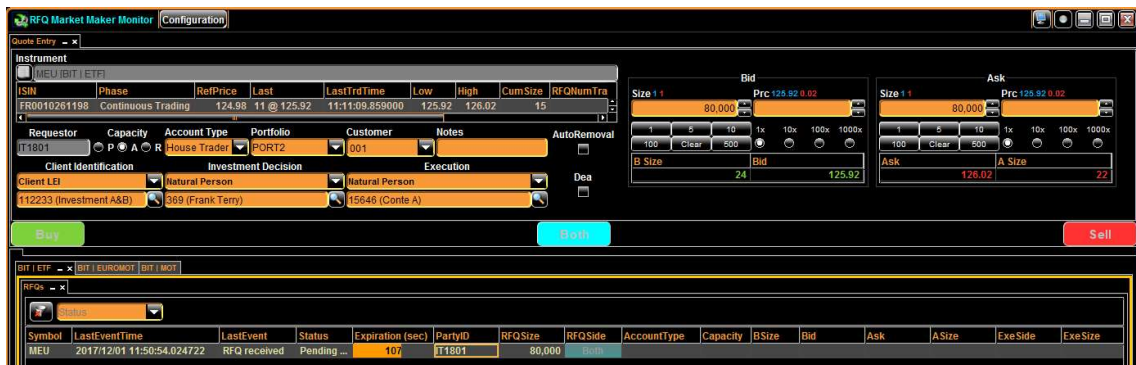 RFQ Market Maker Monitor Configuration
Quote Entry
Instrument
MEU [BIT | ETF]
ISIN Phase RefPrice Last LastTrdTime Low High CumSize RFQNumTra
FR0010261198 Continuous Trading 124.98 11 @ 125.92 11:11:09.859000 125.92 126.02 15
Requestor Capacity Account Type Portfolio Customer Notes AutoRemoval
IT1801 P A R House Trader PORT2 001
Client Identification Investment Decision Execution Dea
Client LEI Natural Person Natural Person
112233 (Investment A&B) 369 (Frank Terry) 15646 (Conte A)
Bid
Size 1 1 Prc 125.92 0.02
80,000
1 5 10 1x 10x 100x 1000x
100 Clear 500
B Size Bid
24 125.92
Ask
Size 1 1 Prc 125.92 0.02
80,000
1 5 10 1x 10x 100x 1000x
100 Clear 500
Ask A Size
126.02 22
Buy Both Sell
BIT | ETF BIT | EUROMOT BIT | MOT
RFQs
Status
Symbol LastEventTime LastEvent Status Expiration (sec) PartyID RFQSize RFQSide AccountType Capacity BSize Bid Ask ASize ExeSide ExeSize
MEU 2017/12/01 11:50:54.024722 RFQ received Pending ... 107 IT1801 80,000 Both